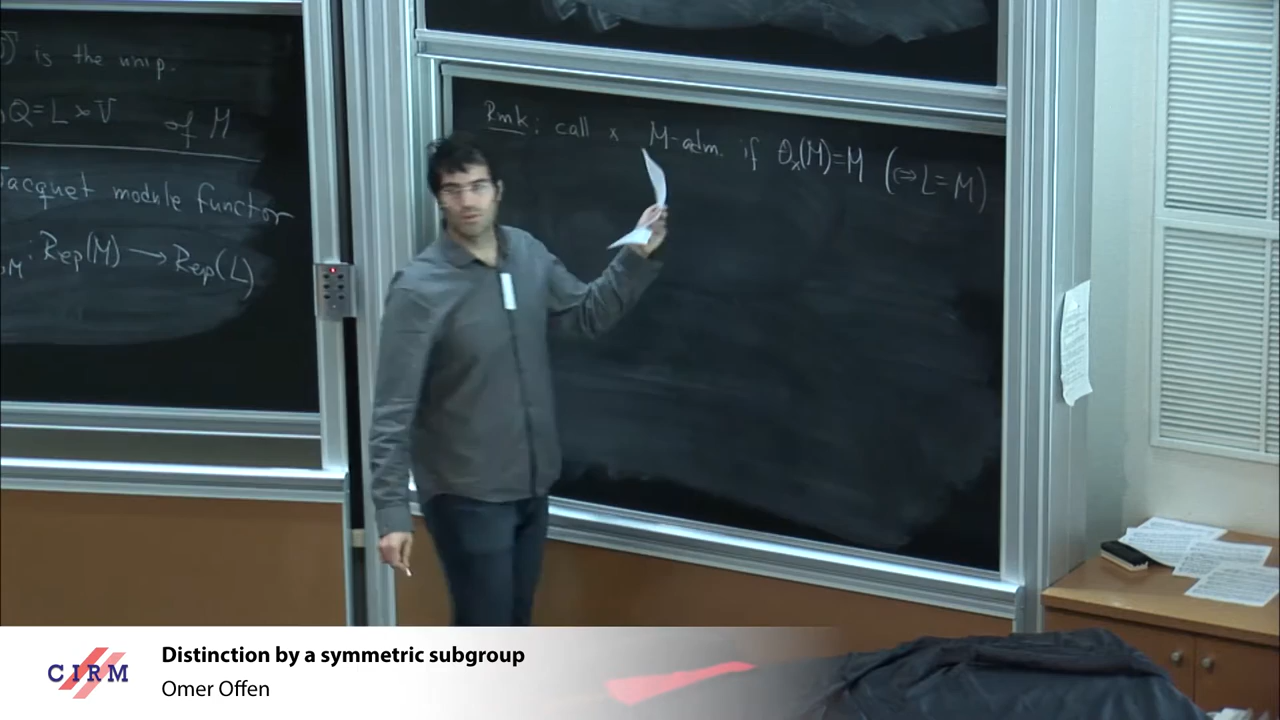 is the unip.
Q=L⋊V of M
Jacquet module functor
M: Rep(M) → Rep(L)
Rmk: call x M-adm. if θₓ(M)=M (⇔L=M)
CIRM
Distinction by a symmetric subgroup
Omer Offen